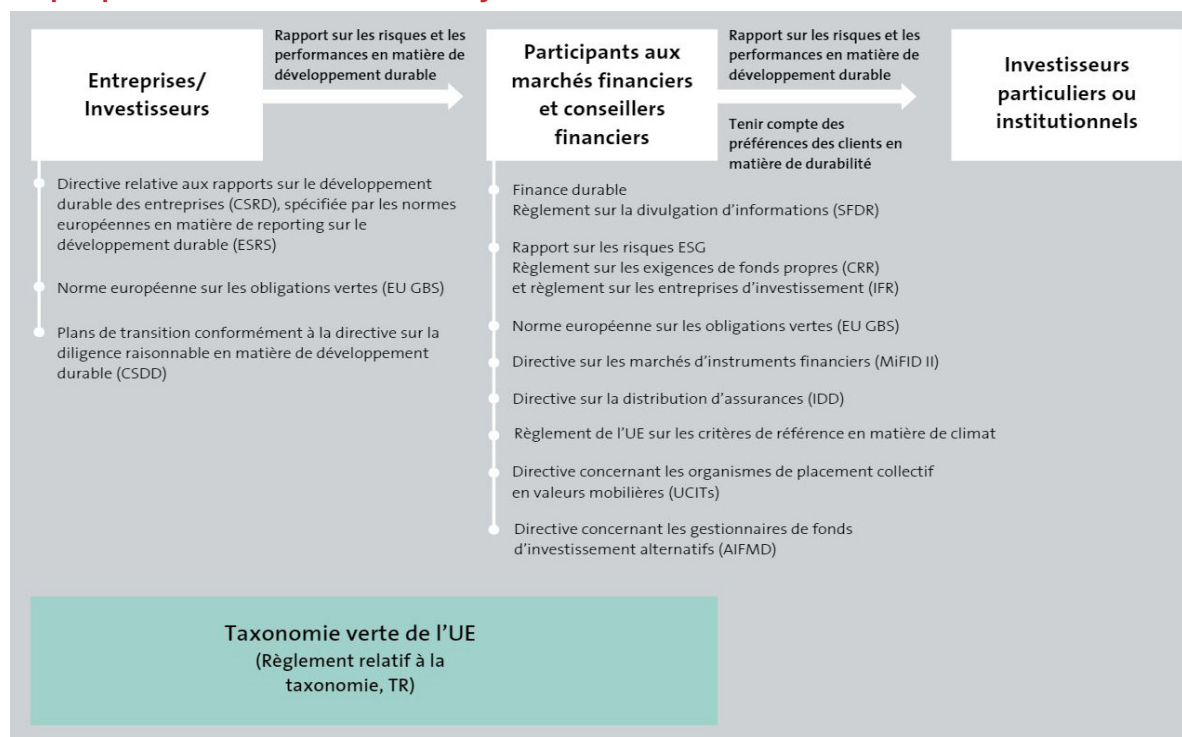 Entreprises/
Investisseurs
Rapport sur les risques et les
performances en matière de
développement durable
Participants aux
marchés financiers
et conseillers
financiers
Rapport sur les risques et les
performances en matière de
développement durable
Tenir compte des
préférences des clients en
matière de durabilité
Investisseurs
particuliers ou
institutionnels
Directive relative aux rapports sur le développement
durable des entreprises (CSRD), spécifiée par les normes
européennes en matière de reporting sur le
développement durable (ESRS)
Norme européenne sur les obligations vertes (EU GBS)
Plans de transition conformément à la directive sur la
diligence raisonnable en matière de développement
durable (CSDD)
Finance durable
Règlement sur la divulgation d’informations (SFDR)
Rapport sur les risques ESG
Règlement sur les exigences de fonds propres (CRR)
et règlement sur les entreprises d’investissement (IFR)
Norme européenne sur les obligations vertes (EU GBS)
Directive sur les marchés d’instruments financiers (MiFID II)
Directive sur la distribution d’assurances (IDD)
Règlement de l’UE sur les critères de référence en matière de climat
Directive concernant les organismes de placement collectif
en valeurs mobilières (UCITs)
Directive concernant les gestionnaires de fonds
d’investissement alternatifs (AIFMD)
Taxonomie verte de l’UE
(Règlement relatif à la
taxonomie, TR)